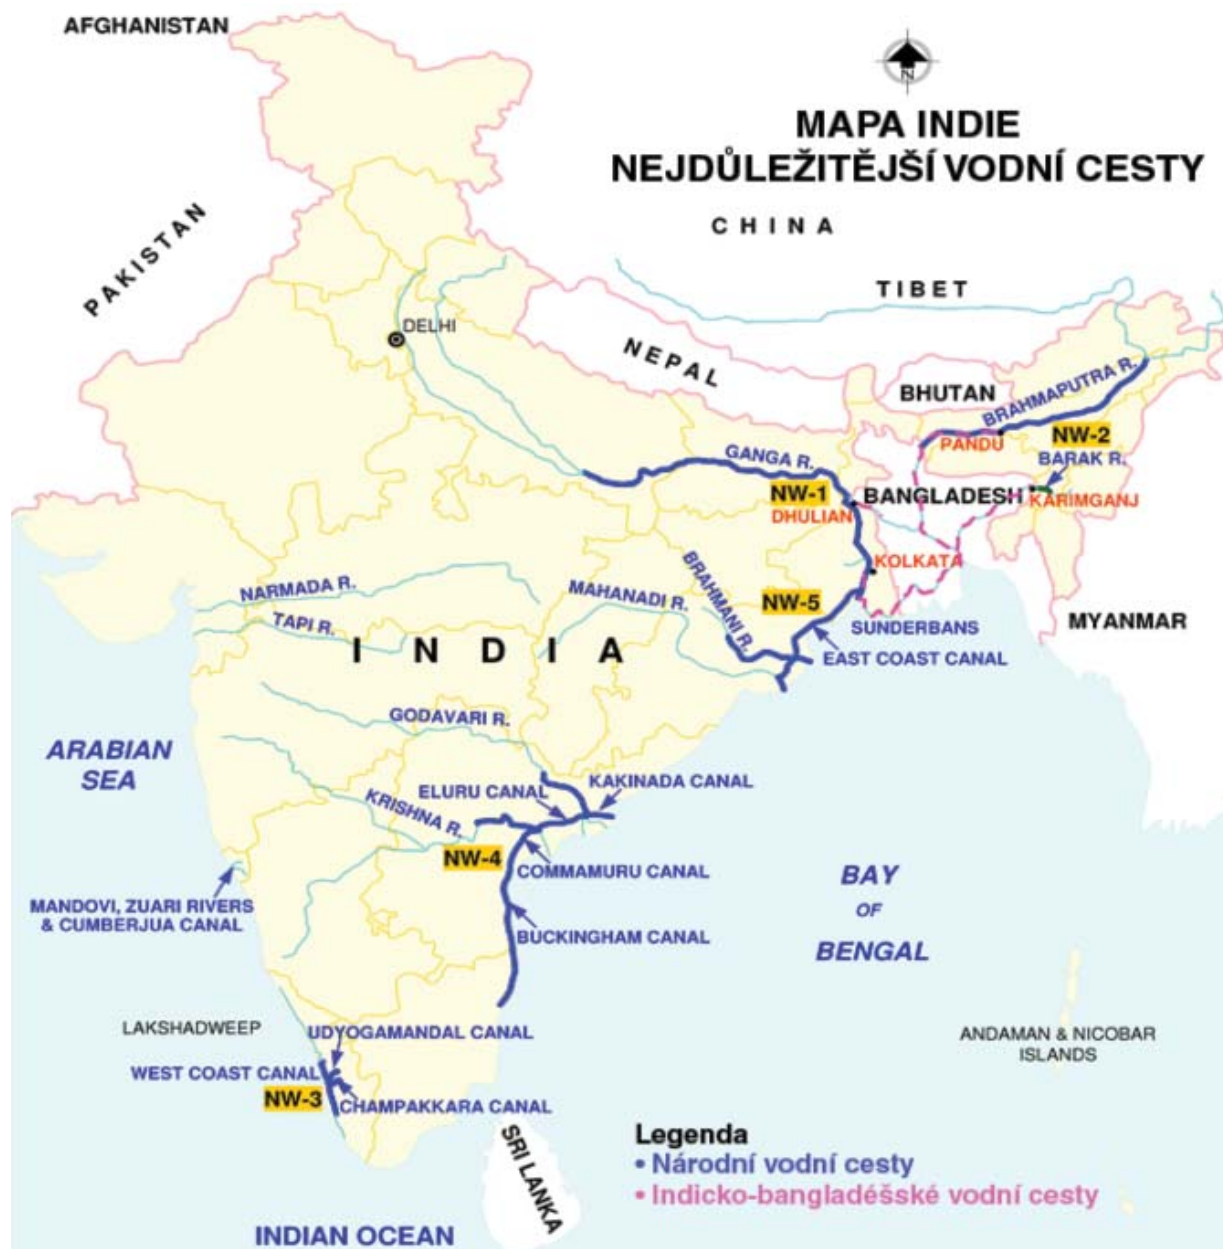 AFGHANISTAN
N
MAPA INDIE
NEJDŮLEŽITĚJŠÍ VODNÍ CESTY
CHINA
PAKISTAN
TIBET
DELHI
NEPAL
BHUTAN
BRAHMAPUTRA R.
PANDU
NW-2
BARAK R.
GANGA R.
NW-1
BANGLADESH
KARIMGANJ
DHULIAN
KOLKATA
BRAHMANI R.
NARMADA R.
MAHANADI R.
NW-5
TAPI R.
SUNDERBANS
MYANMAR
INDIA
EAST COAST CANAL
GODAVARI R.
ARABIAN
SEA
KAKINADA CANAL
ELURU CANAL
KRISHNA R.
NW-4
COMMAMURU CANAL
BAY
OF
BENGAL
MANDOVI, ZUARI RIVERS
& CUMBERJUA CANAL
BUCKINGHAM CANAL
LAKSHADWEEP
UDYOGAMANDAL CANAL
ANDAMAN & NICOBAR
ISLANDS
WEST COAST CANAL
NW-3
CHAMPAKKARA CANAL
SRI LANKA
Legenda
• Národní vodní cesty
• Indicko-bangladéšské vodní cesty
INDIAN OCEAN